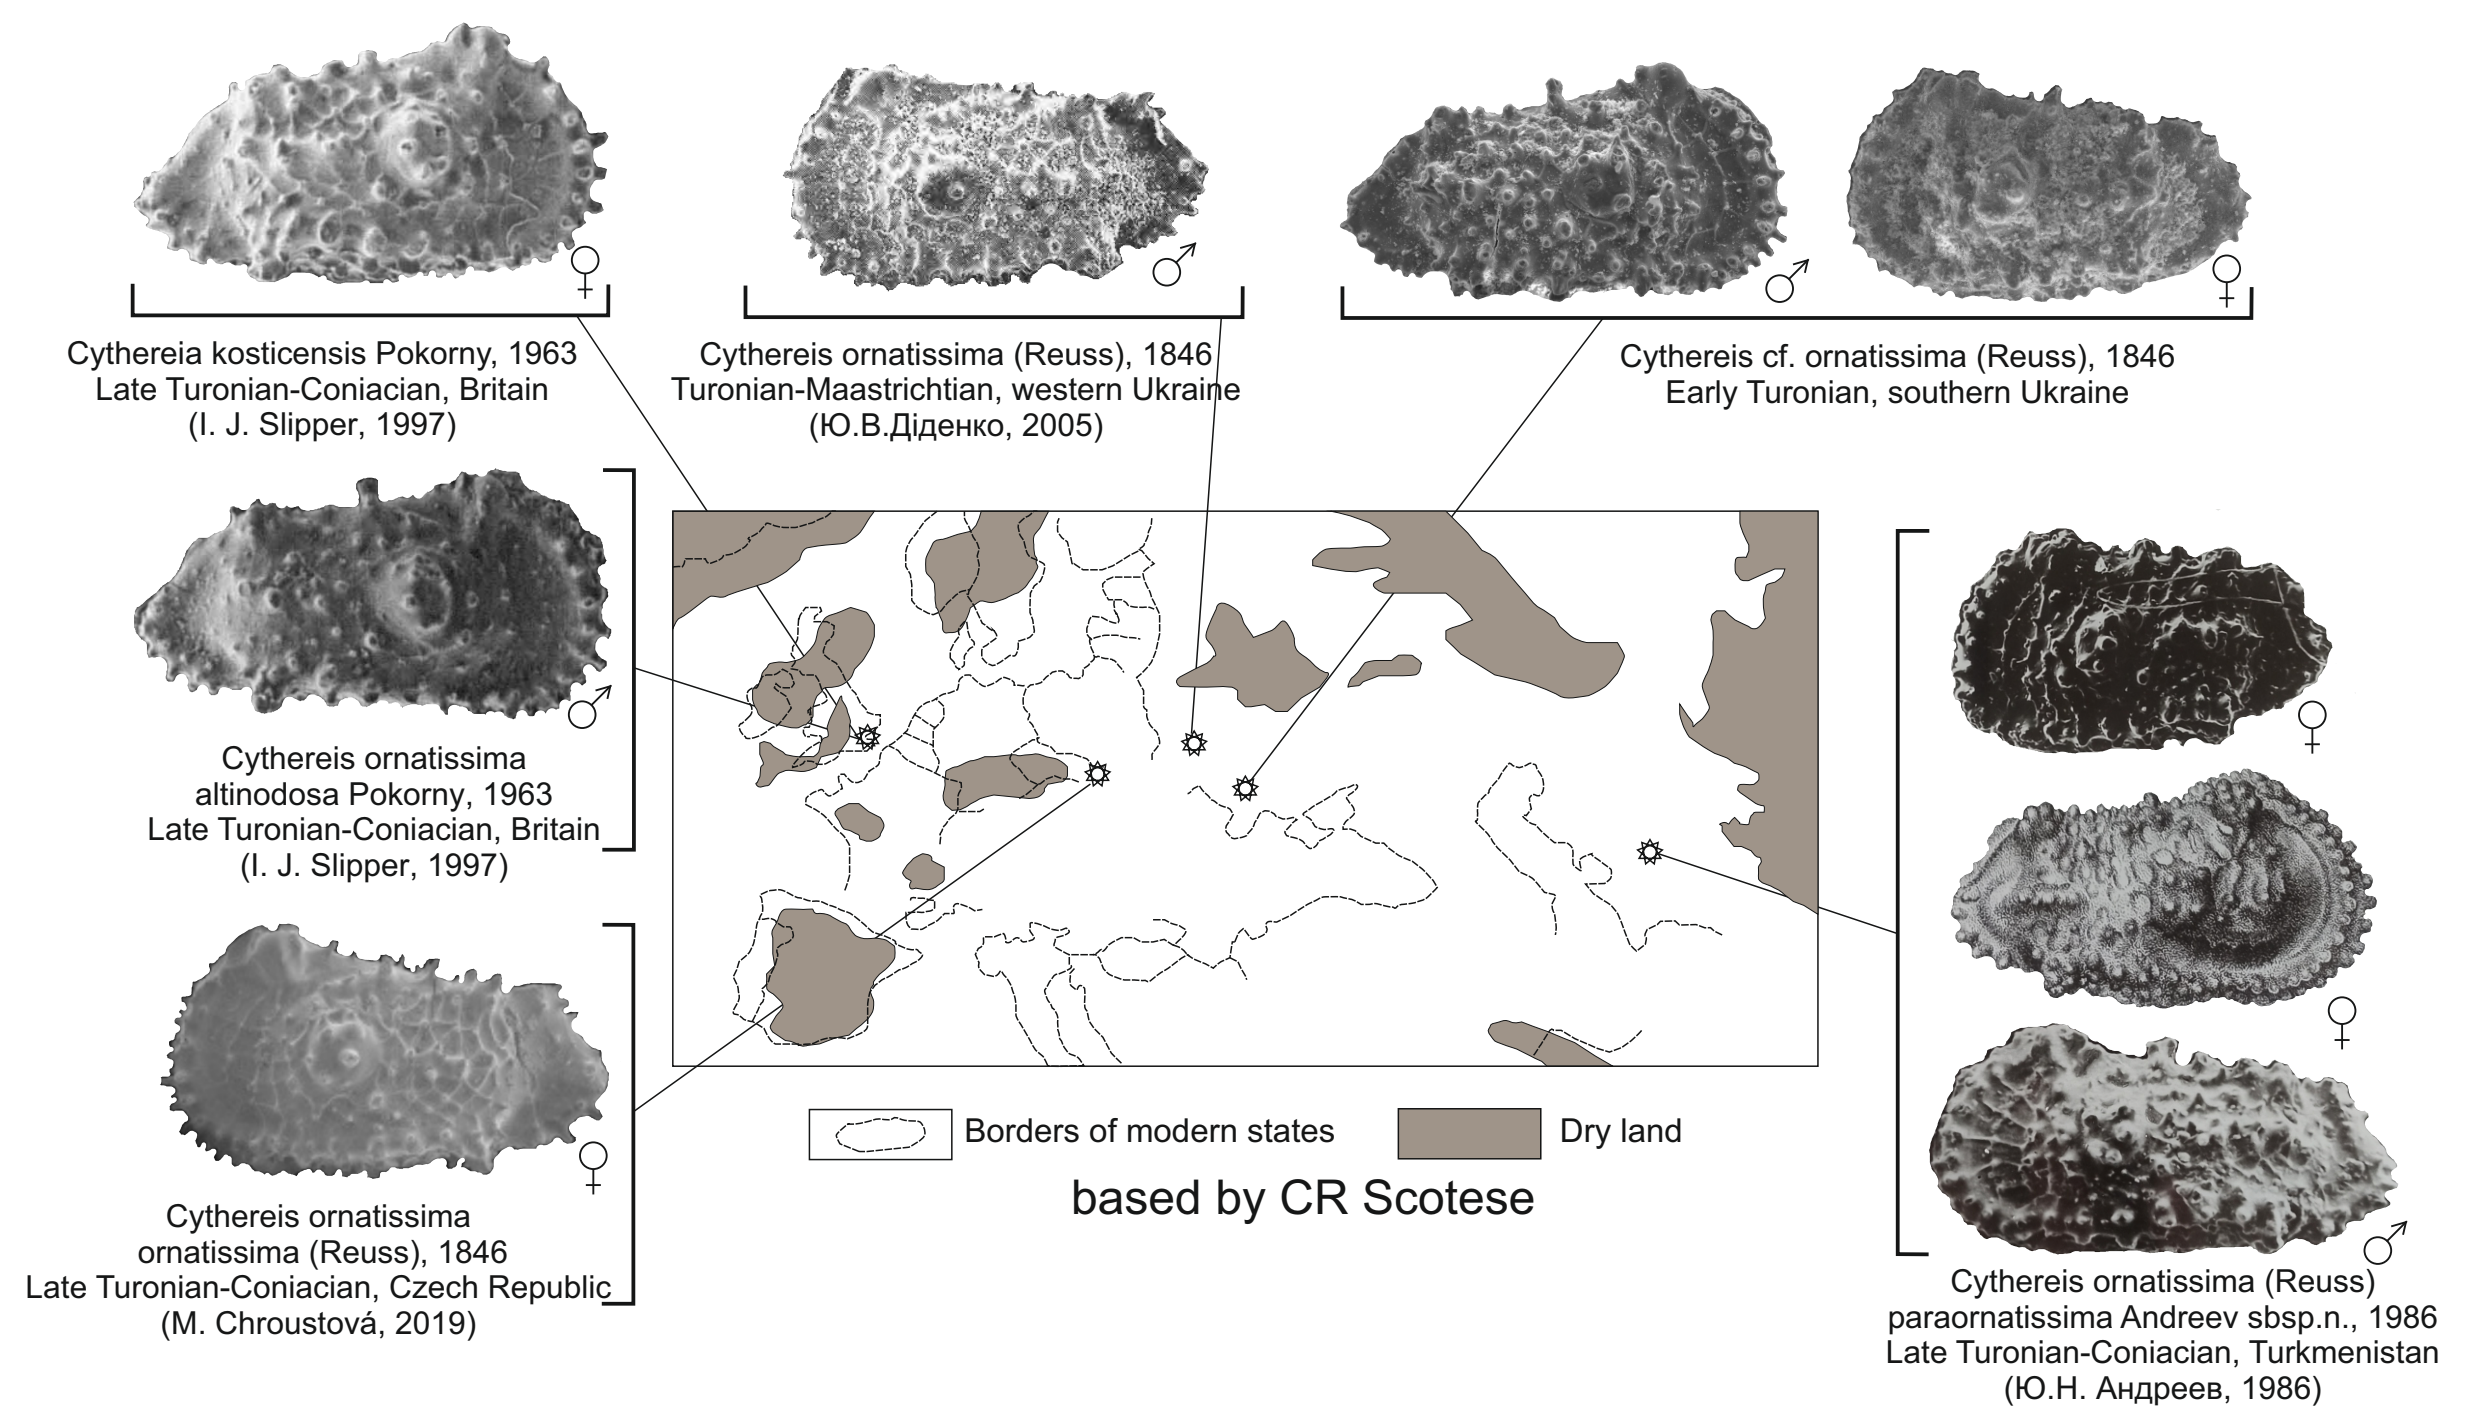 Cythereia kosticensis Pokorny, 1963
Late Turonian-Coniacian, Britain
(I. J. Slipper, 1997)
Cythereis ornatissima (Reuss), 1846
Turonian-Maastrichtian, western Ukraine
(Ю.В.Діденко, 2005)
Cythereis cf. ornatissima (Reuss), 1846
Early Turonian, southern Ukraine
Cythereis ornatissima
altinodosa Pokorny, 1963
Late Turonian-Coniacian, Britain
(I. J. Slipper, 1997)
Cythereis ornatissima
ornatissima (Reuss), 1846
Late Turonian-Coniacian, Czech Republic
(M. Chroustová, 2019)
Borders of modern states
Dry land
based by CR Scotese
Cythereis ornatissima (Reuss)
paraornatissima Andreev sbsp.n., 1986
Late Turonian-Coniacian, Turkmenistan
(Ю.Н. Андреев, 1986)